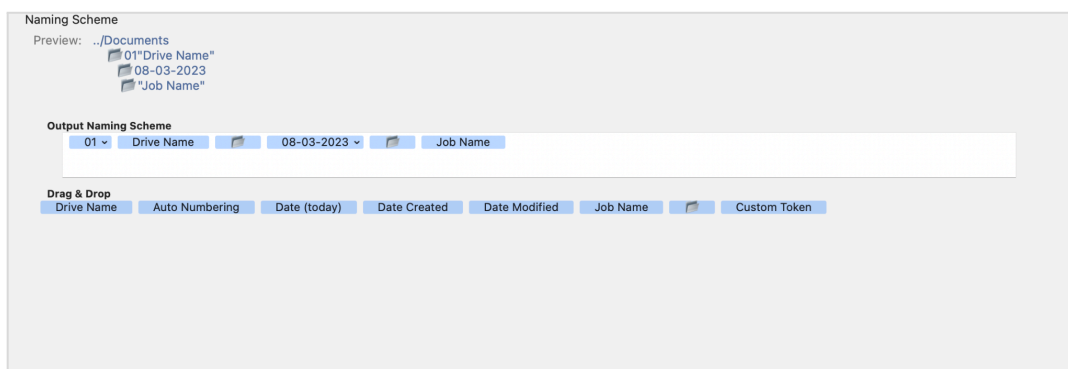 Naming Scheme
Preview: ../Documents
01"Drive Name"
08-03-2023
"Job Name"
Output Naming Scheme
01 Drive Name 08-03-2023 Job Name
Drag & Drop
Drive Name Auto Numbering Date (today) Date Created Date Modified Job Name Custom Token